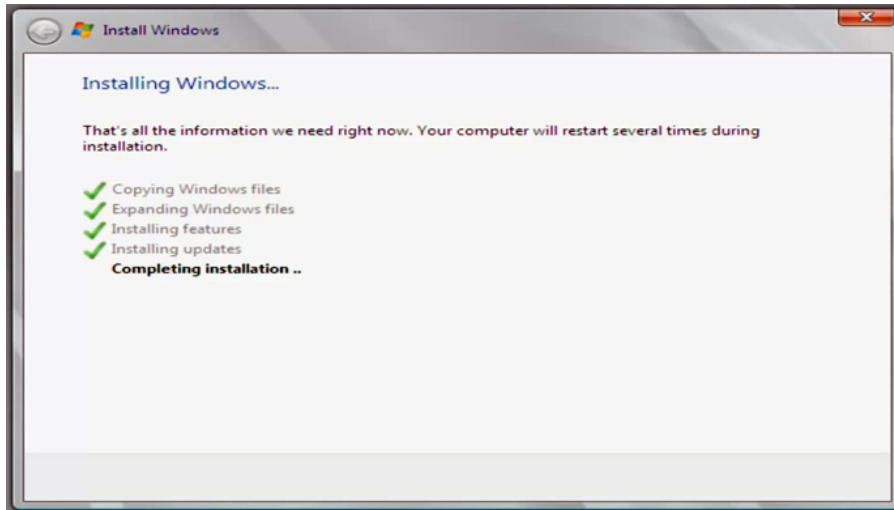 Install Windows
Installing Windows...
That's all the information we need right now. Your computer will restart several times during
installation.
Copying Windows files
Expanding Windows files
Installing features
Installing updates
Completing installation ..